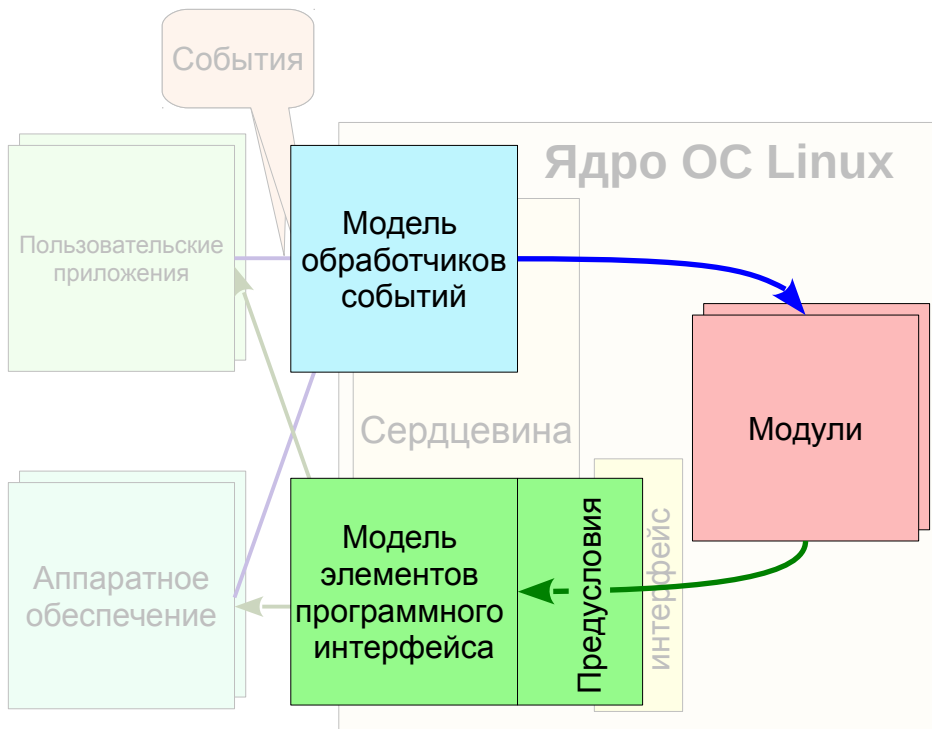 События
Ядро ОС Linux
Пользовательские
приложения
Модель
обработчиков
событий
Модули
Сердцевина
Аппаратное
обеспечение
Модель
элементов
программного
интерфейса
Предусловия
интерфейс